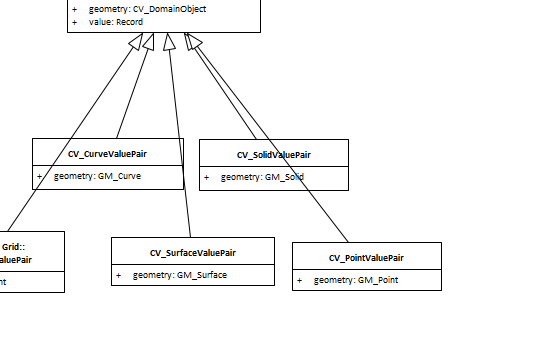 + geometry: CV_DomainObject
+ value: Record
CV_CurveValuePair
+ geometry: GM_Curve
CV_SolidValuePair
+ geometry: GM_Solid
Grid::
aluePair
nt
CV_SurfaceValuePair
+ geometry: GM_Surface
CV_PointValuePair
+ geometry: GM_Point